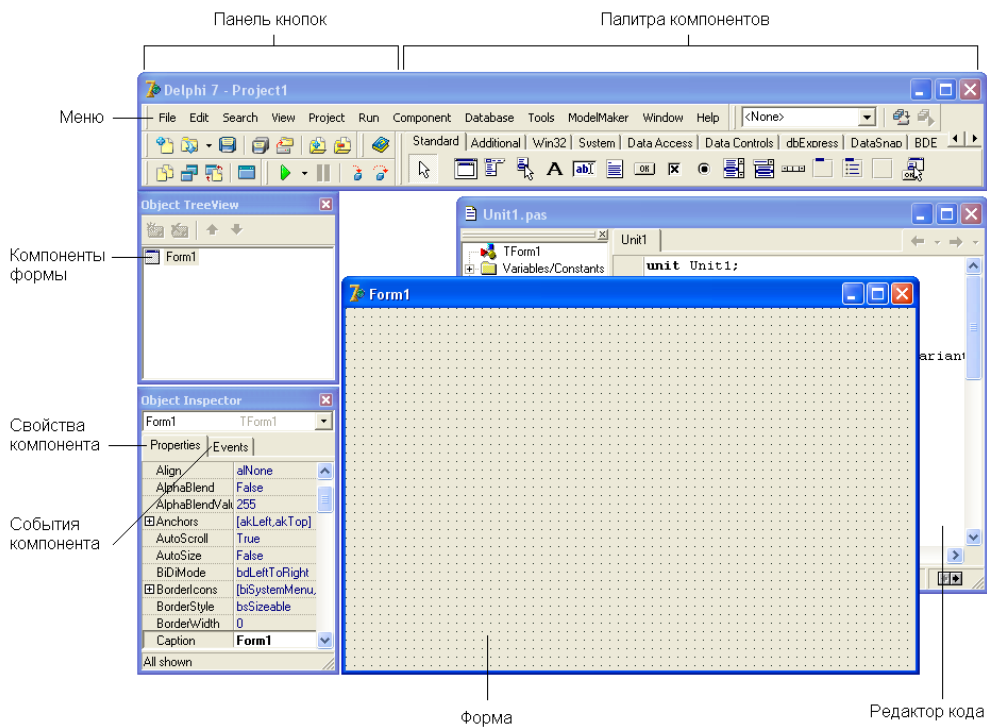 Панель кнопок
Палитра компонентов
Delphi 7 - Project1
Меню
File Edit Search View Project Run Component Database Tools ModelMaker Window Help
<None>
Standard Additional Win32 System Data Access Data Controls dbExpress DataSnap BDE
Object TreeView
Form1
Компоненты
формы
Unit1.pas
Unit1
TForm1
Variables/Constants
unit Unit1;
Form1
Object Inspector
Form1 TForm1
Свойства
компонента
Properties Events
Align alNone
AlphaBlend False
AlphaBlendValu 255
Anchors [akLeft,akTop]
AutoScroll True
AutoSize False
BiDiMode bdLeftToRight
BorderIcons [biSystemMenu,
BorderStyle bsSizeable
BorderWidth 0
Caption Form1
All shown
События
компонента
Форма
Редактор кода